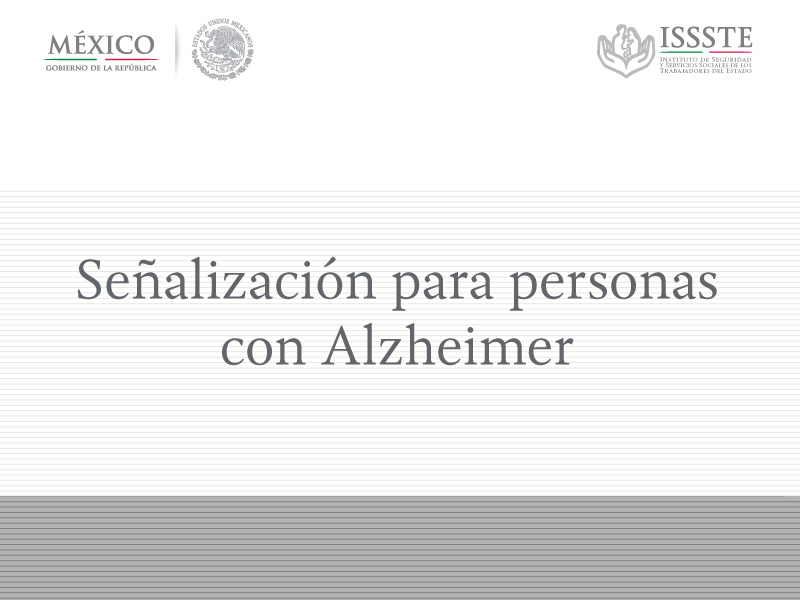 MÉXICO
GOBIERNO DE LA REPÚBLICA
ESTADOS UNIDOS MEXICANOS
ISSSTE
INSTITUTO DE SEGURIDAD
Y SERVICIOS SOCIALES DE LOS
TRABAJADORES DEL ESTADO
Señalización para personas
con Alzheimer